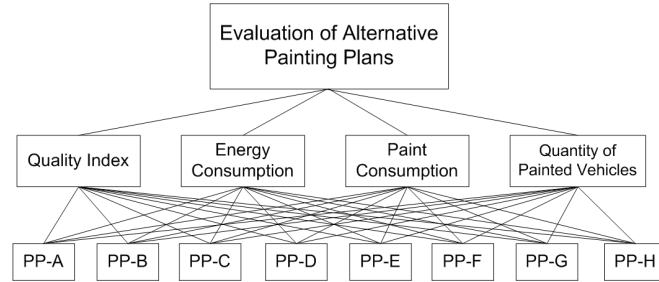 Evaluation of Alternative
Painting Plans
Quality Index
Energy
Consumption
Paint
Consumption
Quantity of
Painted Vehicles
PP-A
PP-B
PP-C
PP-D
PP-E
PP-F
PP-G
PP-H